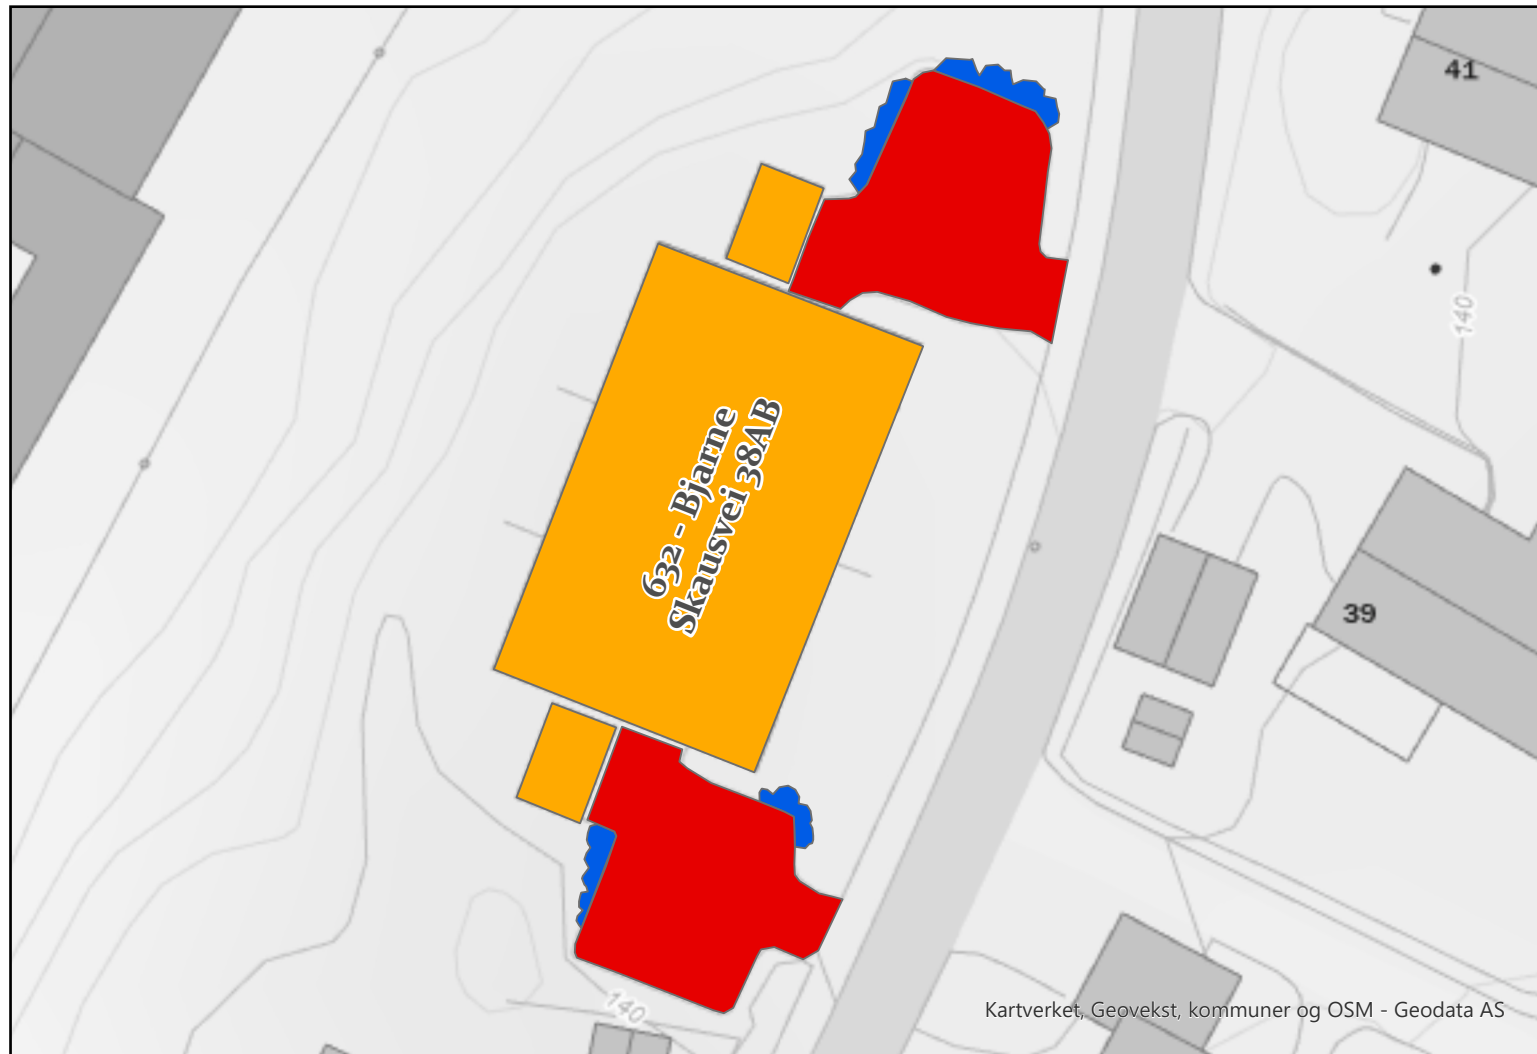 41
140
632 - Bjarne
Skausvei 38AB
39
140
Kartverket, Geovekst, kommuner og OSM - Geodata AS